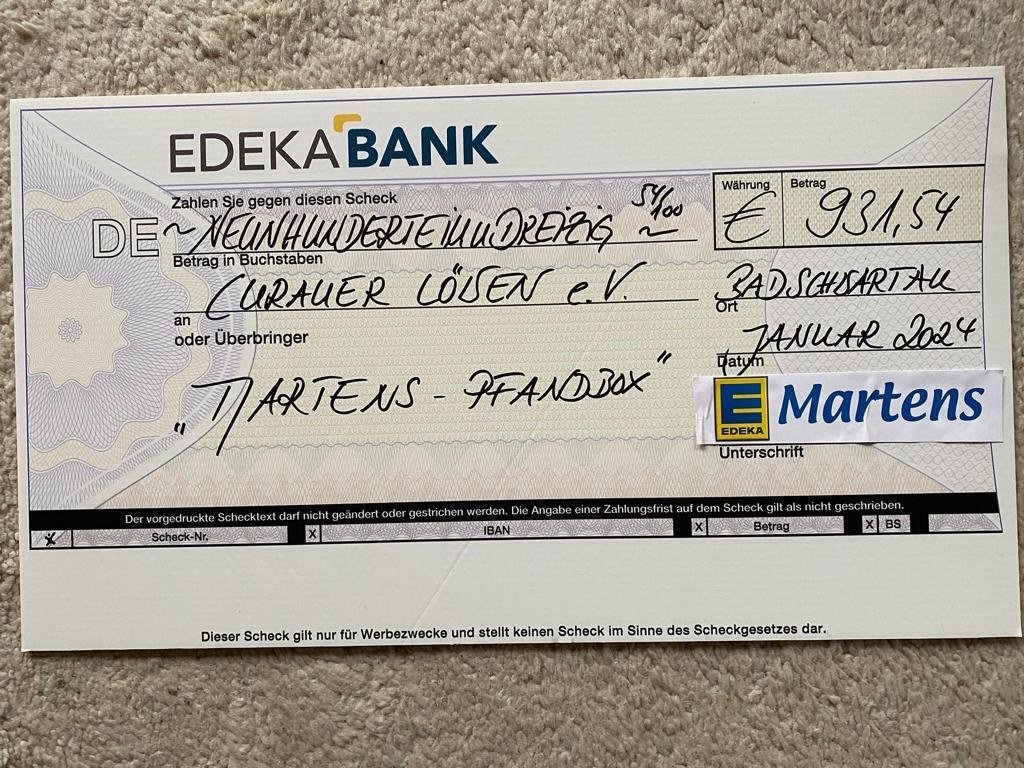 EDEKA BANK
Zahlen Sie gegen diesen Scheck
DE
~ NEUNHUNDERTEINUNDREIßIG 54/100 ~
Betrag in Buchstaben
Währung
€
Betrag
931,54
CURAUER LÖWEN e.V.
an
oder Überbringer
BAD SCHWARTAU
Ort
JANUAR 2024
Datum
„MARTENS - PFANDBOX"
E
EDEKA
Martens
Unterschrift
Der vorgedruckte Schecktext darf nicht geändert oder gestrichen werden. Die Angabe einer Zahlungsfrist auf dem Scheck gilt als nicht geschrieben.
X Scheck-Nr. X IBAN X Betrag X BS
Dieser Scheck gilt nur für Werbezwecke und stellt keinen Scheck im Sinne des Scheckgesetzes dar.